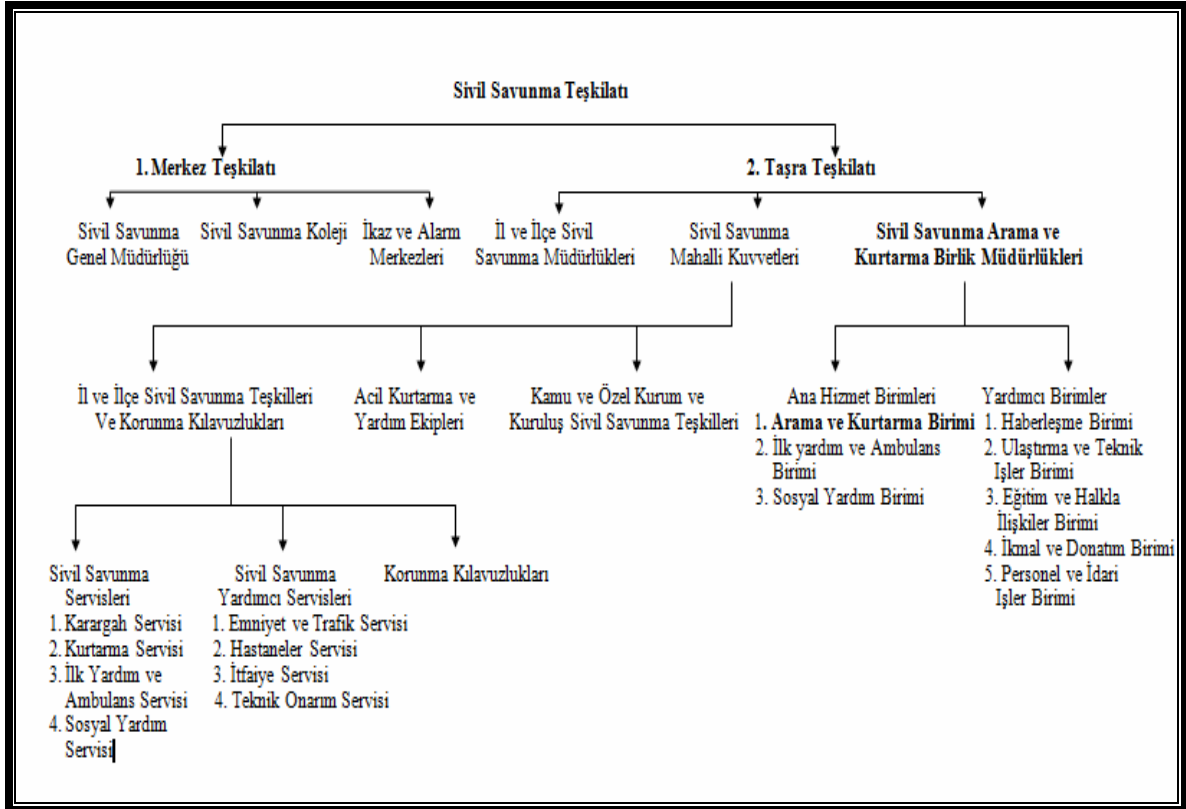 Sivil Savunma Teşkilatı
1. Merkez Teşkilatı
2. Taşra Teşkilatı
Sivil Savunma
Genel Müdürlüğü
Sivil Savunma Koleji
İkaz ve Alarm
Merkezleri
İl ve İlçe Sivil
Savunma Müdürlükleri
Sivil Savunma
Mahalli Kuvvetleri
Sivil Savunma Arama ve
Kurtarma Birlik Müdürlükleri
İl ve İlçe Sivil Savunma Teşkilleri
Ve Korunma Kılavuzlukları
Acil Kurtarma ve
Yardım Ekipleri
Kamu ve Özel Kurum ve
Kuruluş Sivil Savunma Teşkilleri
Ana Hizmet Birimleri
1. Arama ve Kurtarma Birimi
2. İlk yardım ve Ambulans
Birimi
3. Sosyal Yardım Birimi
Yardımcı Birimler
1. Haberleşme Birimi
2. Ulaştırma ve Teknik
Işler Birimi
3. Eğitim ve Halkla
İlişkiler Birimi
4. İkmal ve Donatım Birimi
5. Personel ve İdari
Işler Birimi
Sivil Savunma
Servisleri
1. Karargah Servisi
2. Kurtarma Servisi
3. İlk Yardım ve
Ambulans Servisi
4. Sosyal Yardım
Servisi
Sivil Savunma
Yardımcı Servisleri
1. Emniyet ve Trafik Servisi
2. Hastaneler Servisi
3. İtfaiye Servisi
4. Teknik Onarım Servisi
Korunma Kılavuzlukları